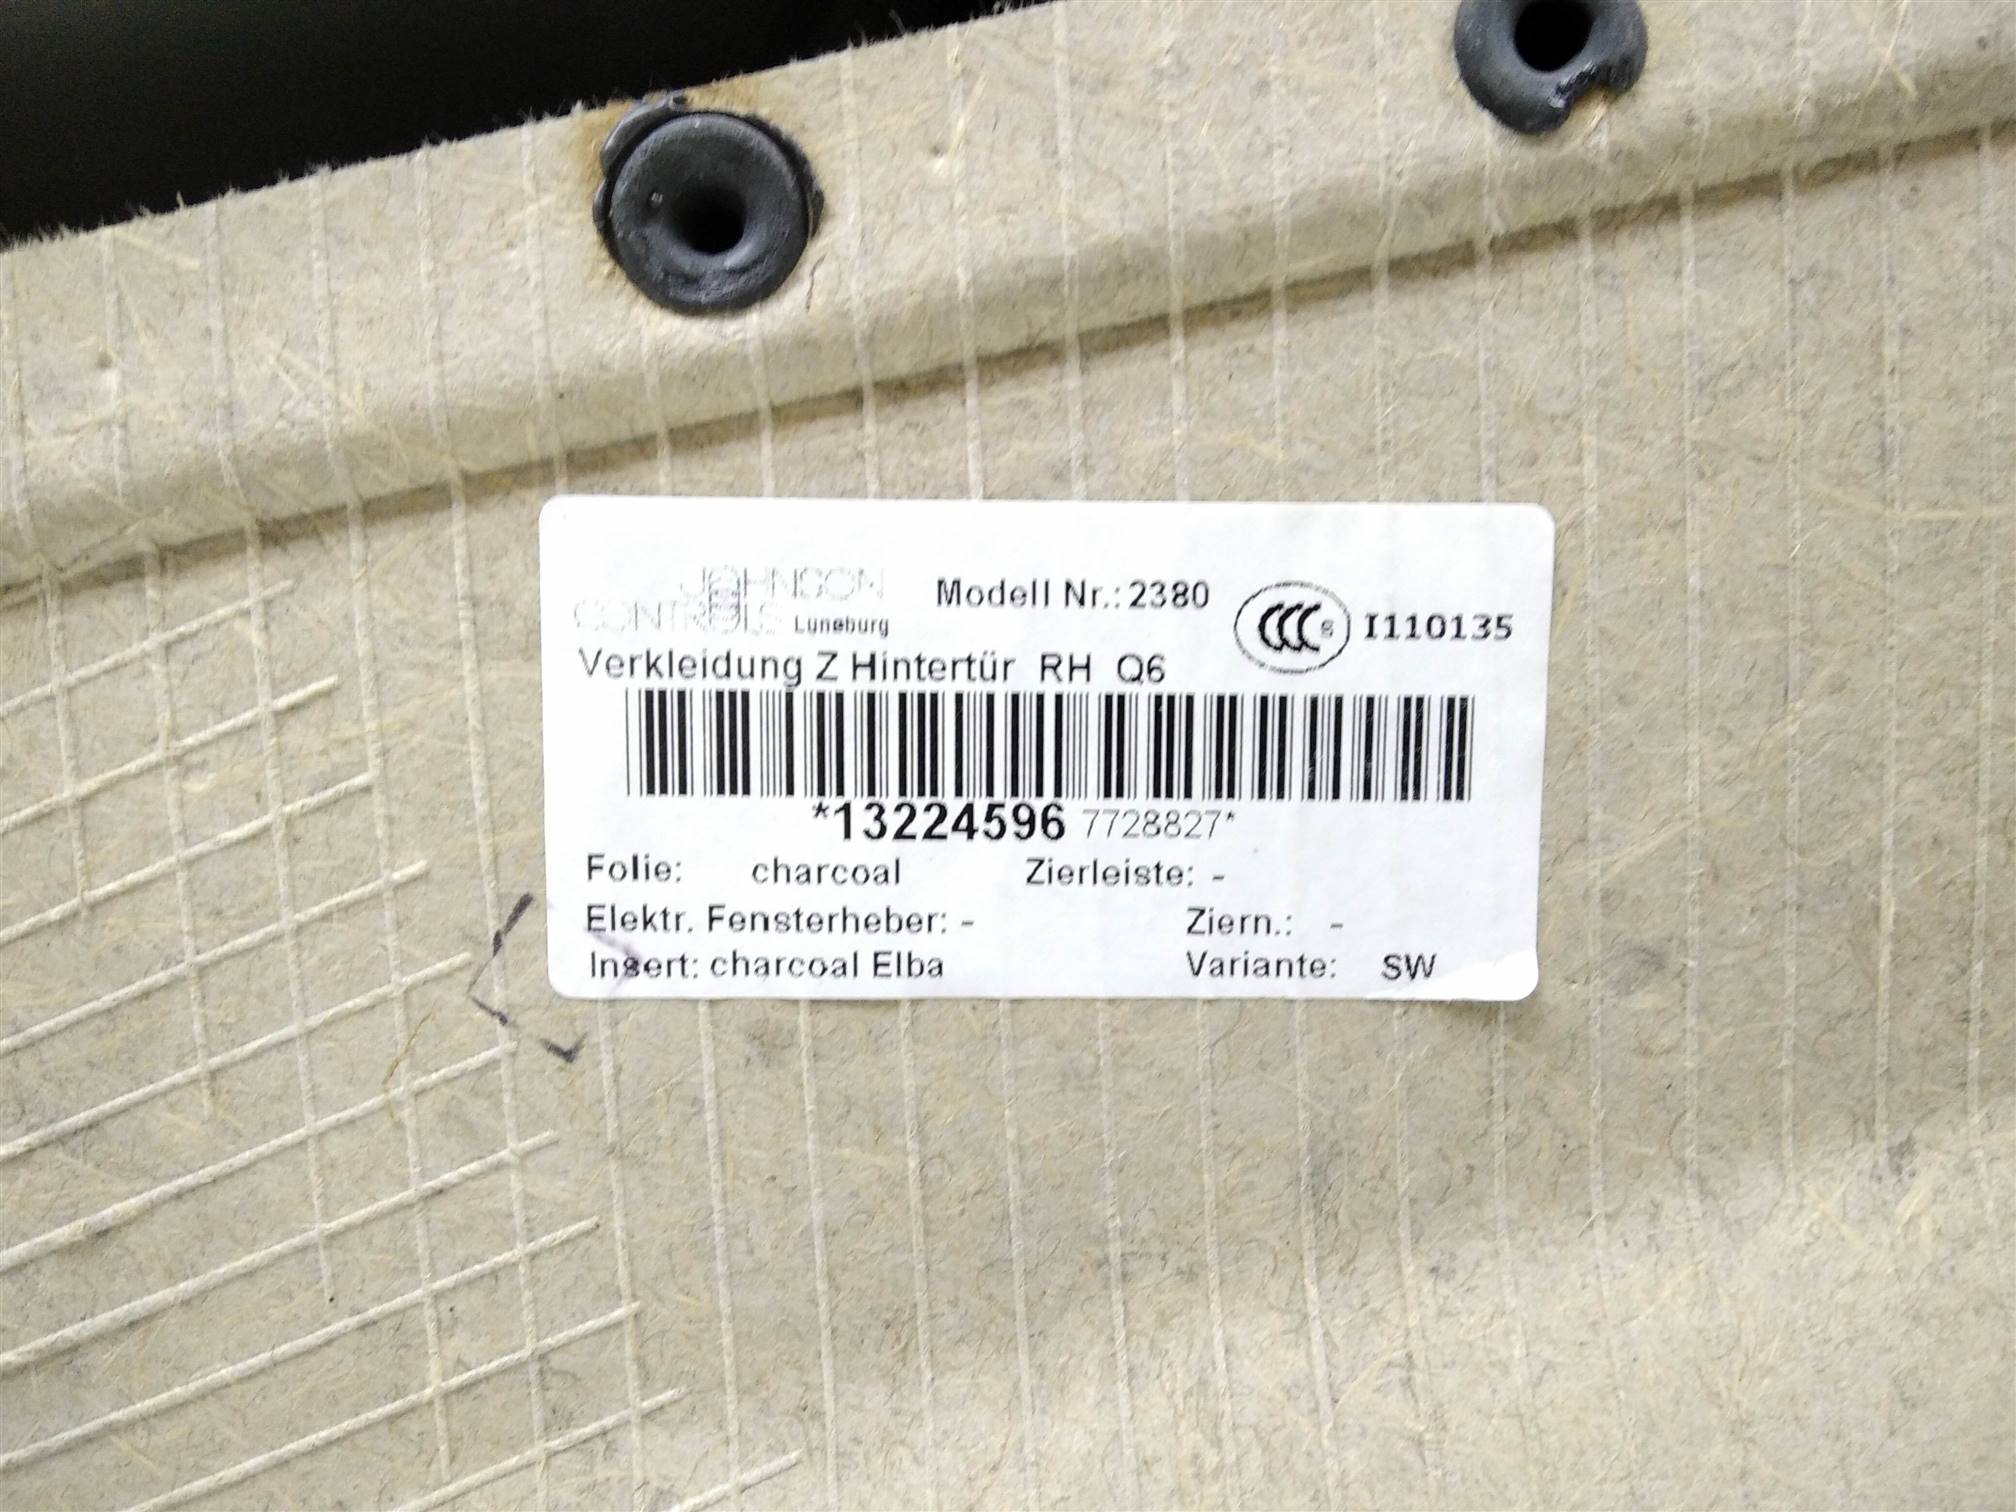 JOHNSON
CONTROLS Luneburg
Modell Nr.: 2380
CCC S I110135
Verkleidung Z Hintertür RH Q6
*13224596 7728827*
Folie: charcoal Zierleiste: -
Elektr. Fensterheber: - Ziern.: -
Insert: charcoal Elba Variante: SW